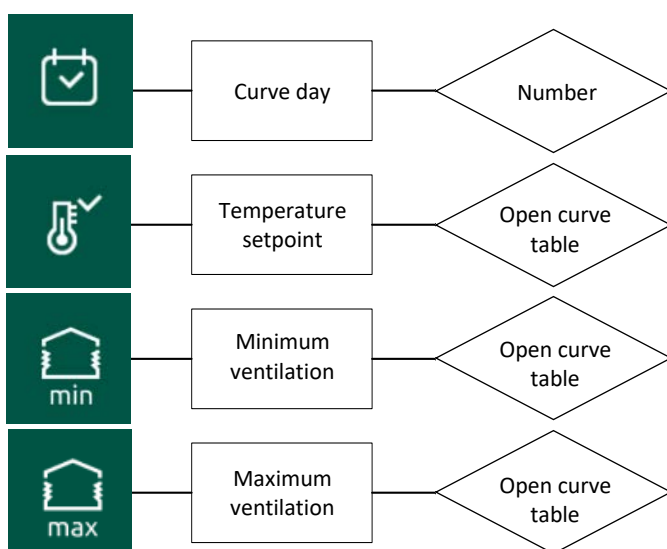 Curve day
Number
Temperature
setpoint
Open curve
table
min
Minimum
ventilation
Open curve
table
max
Maximum
ventilation
Open curve
table